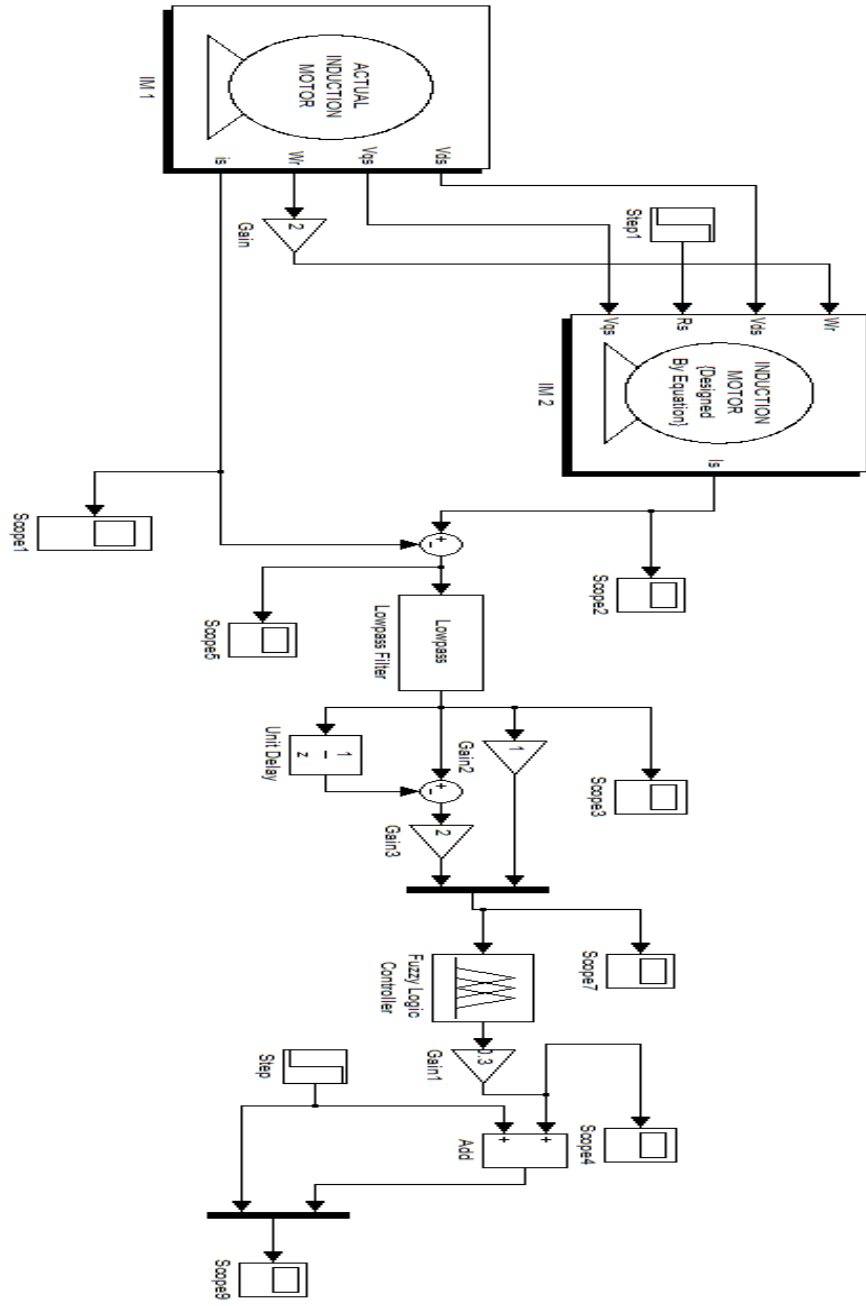 ACTUAL
INDUCTION
MOTOR
Vds
Vqs
Wr
is
IM 1
2
Gain
Step1
Wr
Vds
Rs
Vqs
INDUCTION
MOTOR
{Designed
By Equation}
Is
IM 2
Scope1
+
-
Scope2
Scope5
Lowpass
Lowpass Filter
Scope3
1
Gain2
1
z
Unit Delay
+
-
2
Gain3
Scope7
Fuzzy Logic
Controller
0.3
Gain1
Scope4
Step
+
+
Add
Scope9